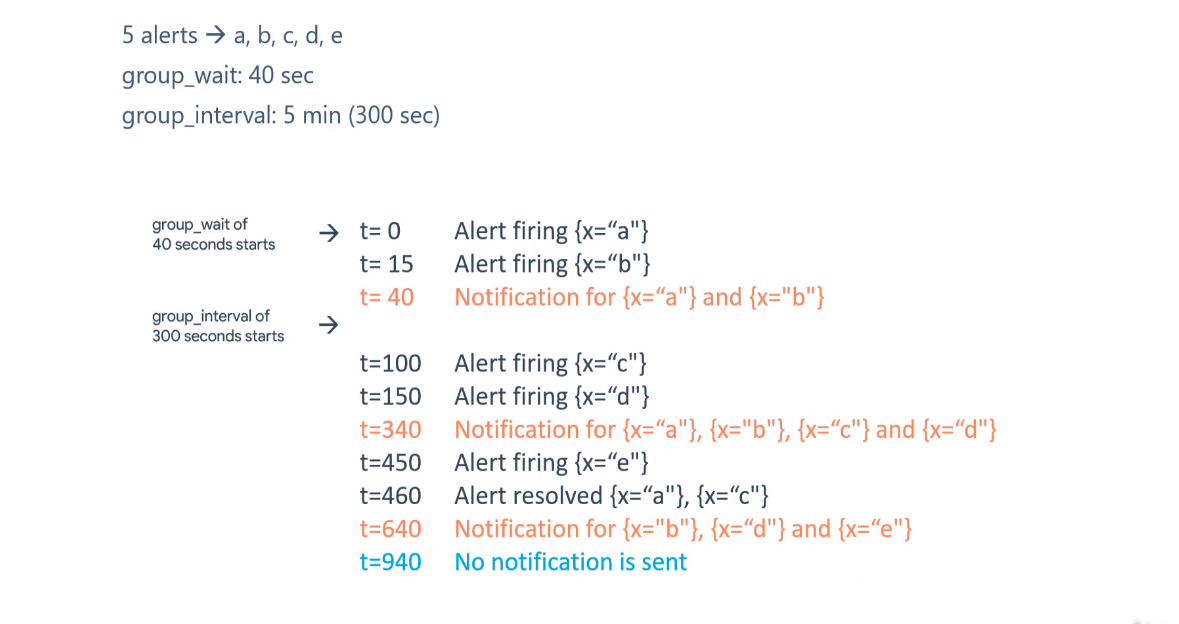 5 alerts → a, b, c, d, e
group_wait: 40 sec
group_interval: 5 min (300 sec)
group_wait of
40 seconds starts
→ t= 0 Alert firing {x=“a"}
t= 15 Alert firing {x=“b"}
t= 40 Notification for {x=“a"} and {x="b"}
group_interval of
300 seconds starts
→
t=100 Alert firing {x=“c"}
t=150 Alert firing {x=“d"}
t=340 Notification for {x=“a"}, {x="b"}, {x=“c"} and {x=“d"}
t=450 Alert firing {x=“e"}
t=460 Alert resolved {x=“a"}, {x=“c"}
t=640 Notification for {x="b"}, {x=“d"} and {x=“e"}
t=940 No notification is sent